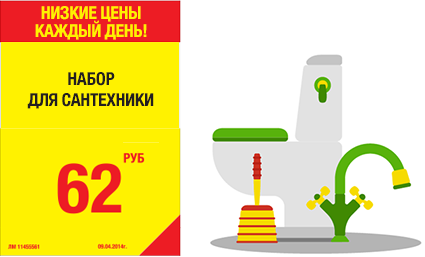 НИЗКИЕ ЦЕНЫ
КАЖДЫЙ ДЕНЬ!
НАБОР
ДЛЯ САНТЕХНИКИ
62 РУБ
ЛМ 11455561
09.04.2014г.